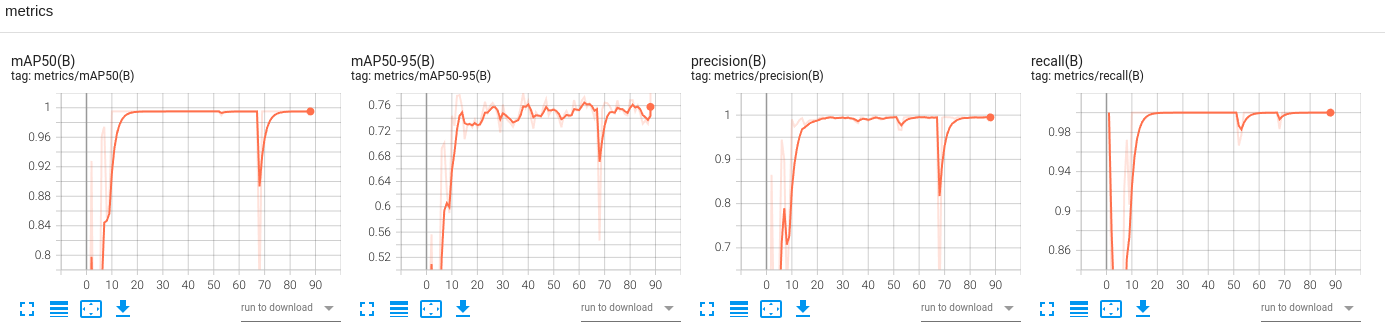 metrics
mAP50(B)
tag: metrics/mAP50(B)
1
0.96
0.92
0.88
0.84
0.8
0 10 20 30 40 50 60 70 80 90
run to download
mAP50-95(B)
tag: metrics/mAP50-95(B)
0.76
0.72
0.68
0.64
0.6
0.56
0.52
0 10 20 30 40 50 60 70 80 90
run to download
precision(B)
tag: metrics/precision(B)
1
0.9
0.8
0.7
0 10 20 30 40 50 60 70 80 90
run to download
recall(B)
tag: metrics/recall(B)
0.98
0.94
0.9
0.86
0 10 20 30 40 50 60 70 80 90
run to download